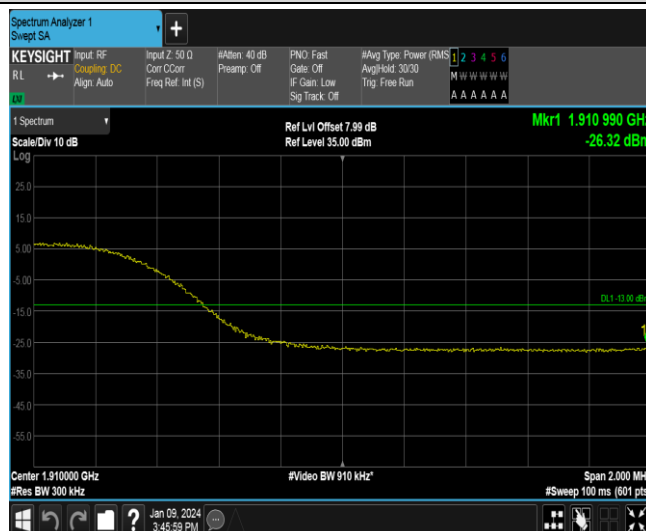 Spectrum Analyzer 1
Swept SA
+
KEYSIGHT
RL
LXI
Input: RF
Coupling: DC
Align: Auto
Input Z: 50 Ω
Corr CCorr
Freq Ref: Int (S)
#Atten: 40 dB
Preamp: Off
PNO: Fast
Gate: Off
IF Gain: Low
Sig Track: Off
#Avg Type: Power (RMS
Avg|Hold: 30/30
Trig: Free Run
1 2 3 4 5 6
M W W W W W
A A A A A A
1 Spectrum
Scale/Div 10 dB
Ref Lvl Offset 7.99 dB
Ref Level 35.00 dBm
Mkr1 1.910 990 GHz
-26.32 dBm
Log
25.0
15.0
5.00
-5.00
-15.0
-25.0
-35.0
-45.0
-55.0
DL1 -13.00 dBm
1
Center 1.910000 GHz
#Res BW 300 kHz
#Video BW 910 kHz*
Span 2.000 MH
#Sweep 100 ms (601 pts
?
Jan 09, 2024
3:45:59 PM